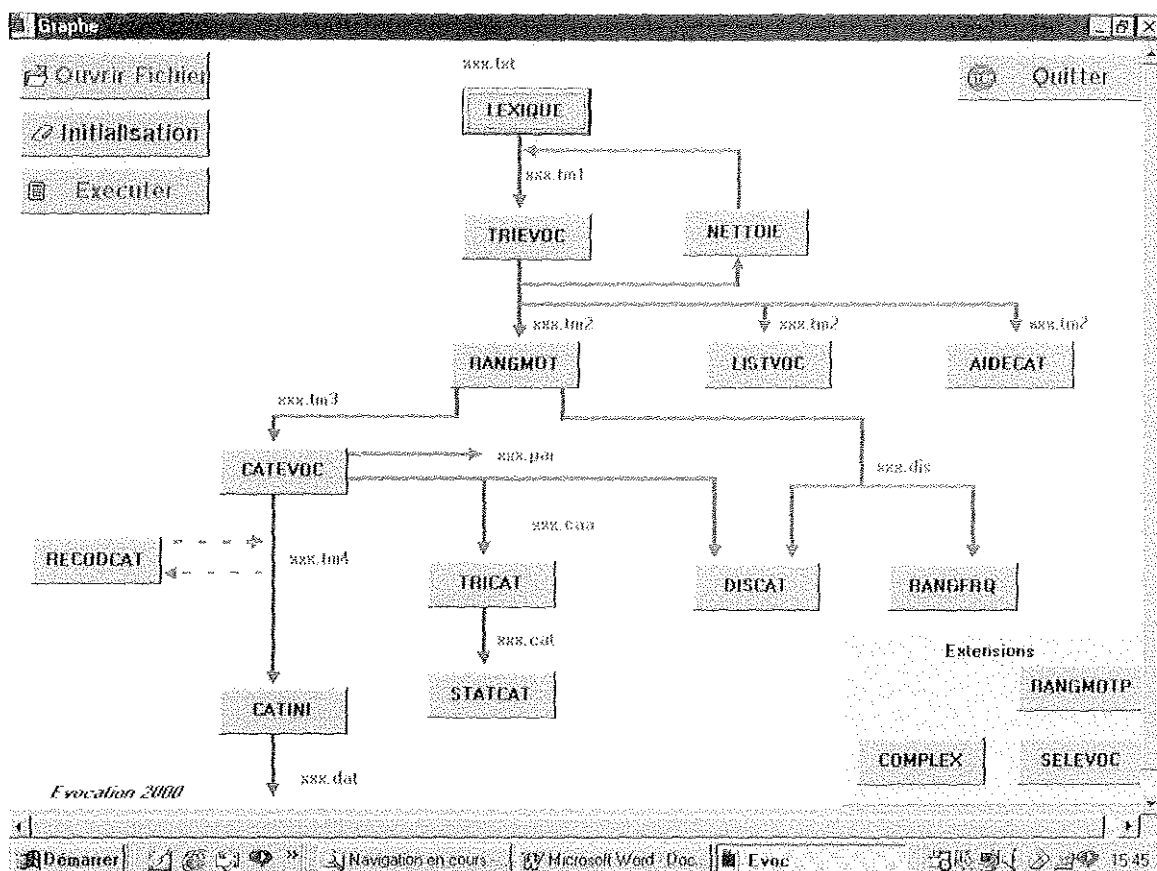 Graphe
Ouvrir Fichier
xxx.txt
Quitter
LEXIQUE
Initialisation
xxx.tm1
Executer
TRIEVOC
NETTOIE
xxx.tm2
xxx.tm2
xxx.tm2
RANGMOT
LISTVOC
AIDECAT
xxx.tm3
CATEVOC
xxx.par
xxx.dis
xxx.caa
RECODCAT
xxx.tm4
TRICAT
DISCAT
RANGFRQ
xxx.cat
Extensions
RANGMOTP
STATCAT
CATINI
COMPLEX
SELEVOC
xxx.dat
Evocation 2000
Démarrer
»
Navigation en cours -
Microsoft Word - Doc
Evoc
15:45